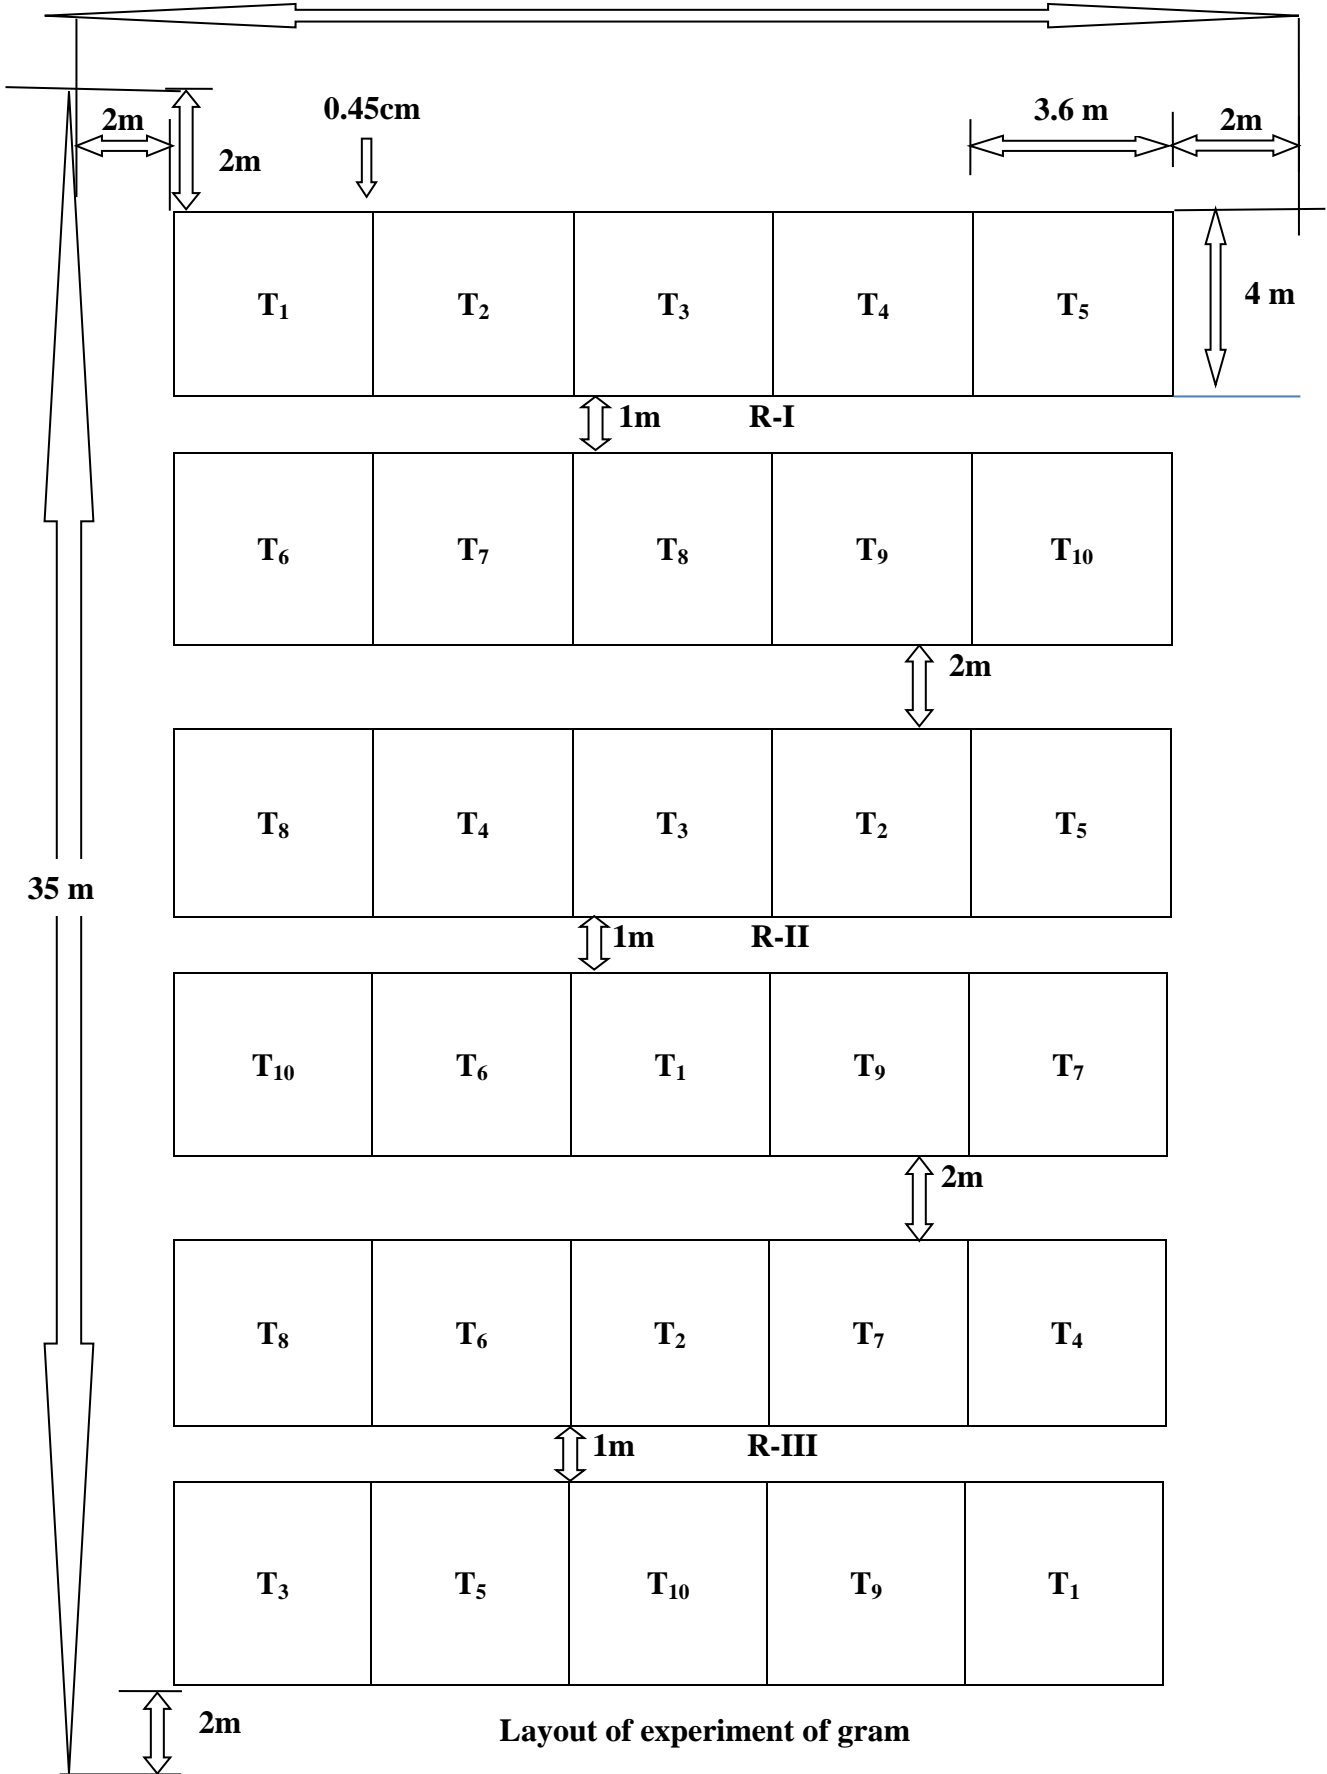 0.45cm 3.6 m
2m 2m
2m
T₁ T₂ T₃ T₄ T₅ 4 m
1m R-I
T₆ T₇ T₈ T₉ T₁₀
2m
T₈ T₄ T₃ T₂ T₅
35 m
1m R-II
T₁₀ T₆ T₁ T₉ T₇
2m
T₈ T₆ T₂ T₇ T₄
1m R-III
T₃ T₅ T₁₀ T₉ T₁
2m
Layout of experiment of gram